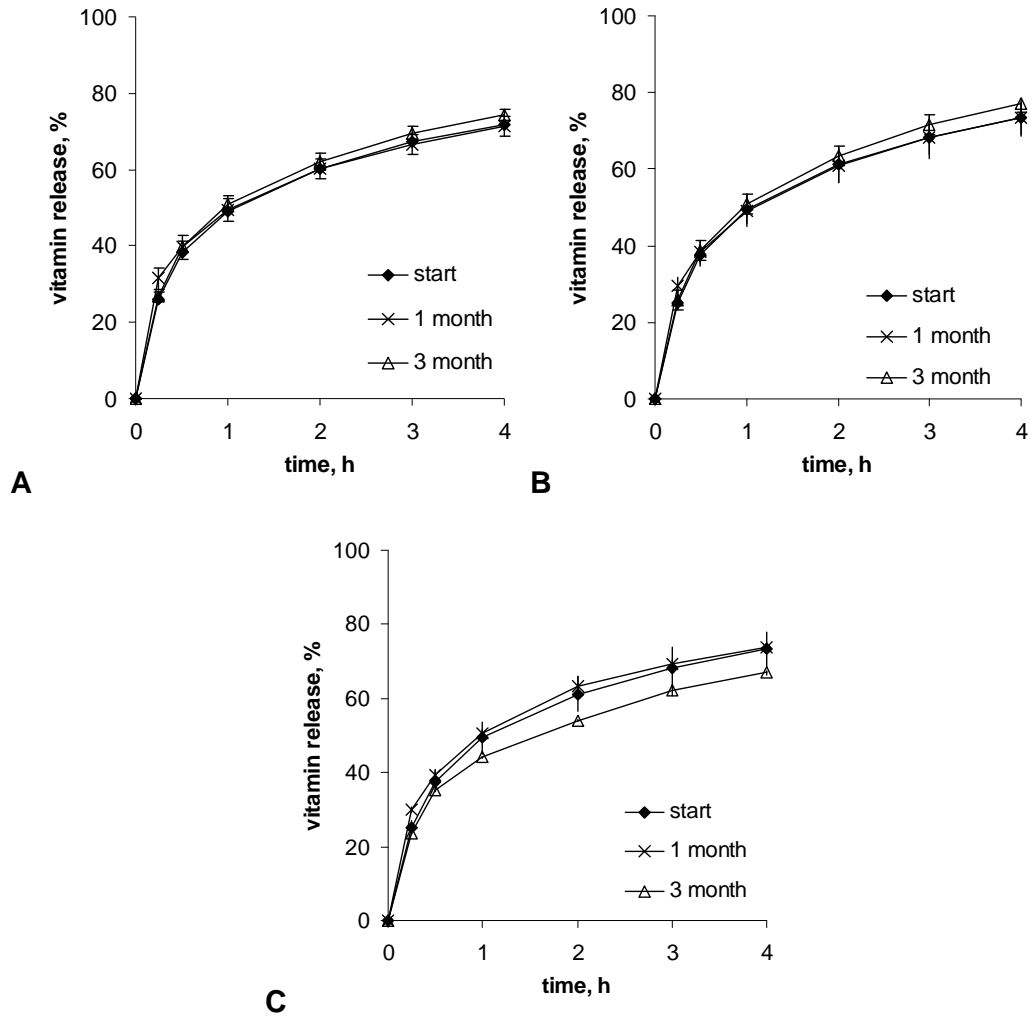 100
80
60
40
20
0
vitamin release, %
start
1 month
3 month
0 1 2 3 4
time, h
A
100
80
60
40
20
0
vitamin release, %
start
1 month
3 month
0 1 2 3 4
time, h
B
100
80
60
40
20
0
vitamin release, %
start
1 month
3 month
0 1 2 3 4
time, h
C